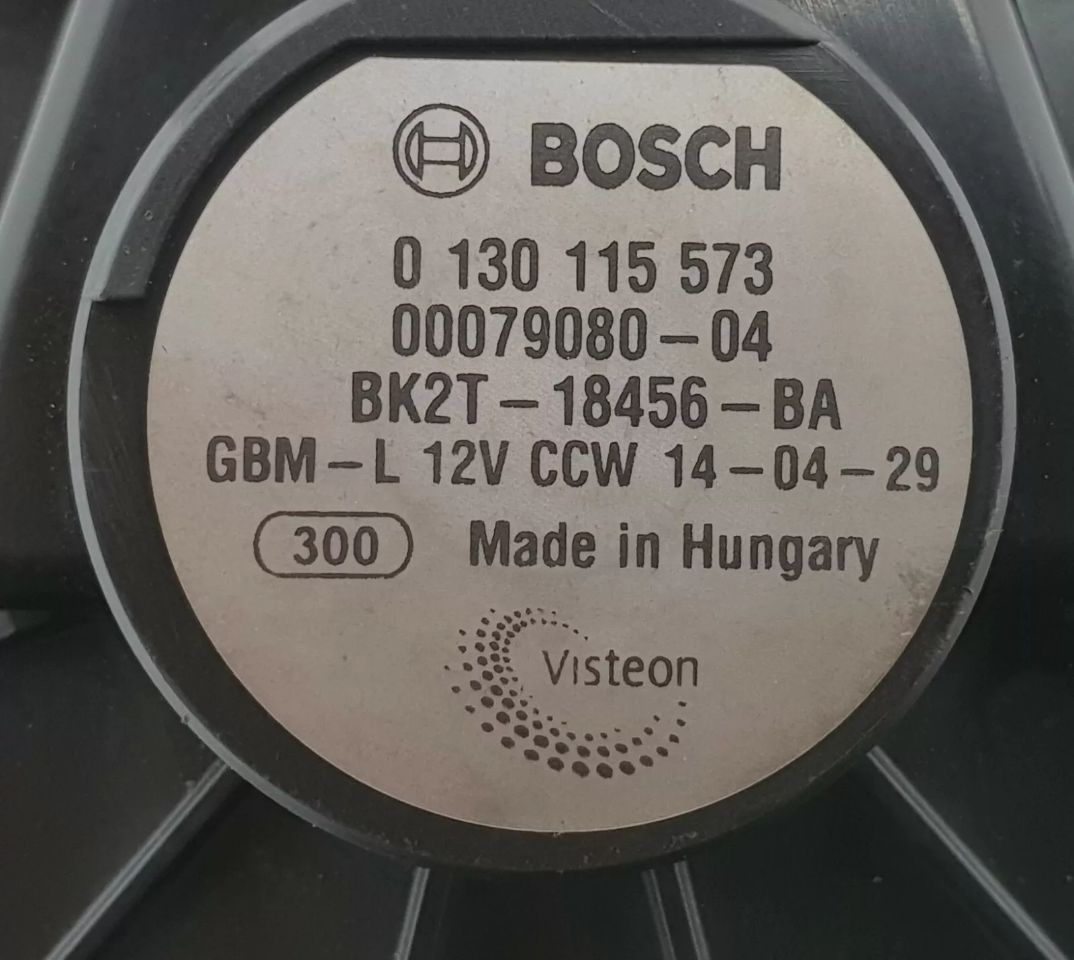 BOSCH
0 130 115 573
00079080-04
BK2T-18456-BA
GBM-L 12V CCW 14-04-29
300 Made in Hungary
Visteon